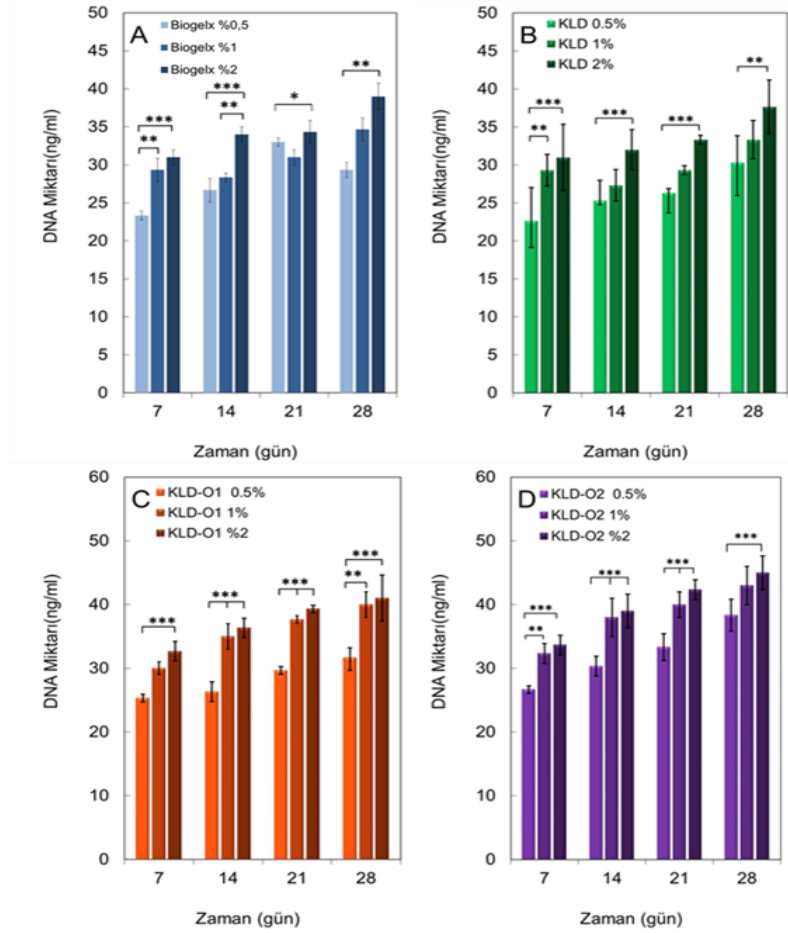 A
Biogelx %0,5
Biogelx %1
Biogelx %2
50
45
40
35
30
25
20
15
10
5
0
DNA Miktarı(ng/ml)
***
**
***
**
*
**
7 14 21 28
Zaman (gün)
B
KLD 0.5%
KLD 1%
KLD 2%
50
45
40
35
30
25
20
15
10
5
0
DNA Miktarı(ng/ml)
***
**
***
***
**
7 14 21 28
Zaman (gün)
C
KLD-O1 0.5%
KLD-O1 1%
KLD-O1 %2
60
50
40
30
20
10
0
DNA Miktarı(ng/ml)
***
***
***
***
**
7 14 21 28
Zaman (gün)
D
KLD-O2 0.5%
KLD-O2 1%
KLD-O2 %2
60
50
40
30
20
10
0
DNA Miktarı(ng/ml)
***
**
***
***
***
7 14 21 28
Zaman (gün)